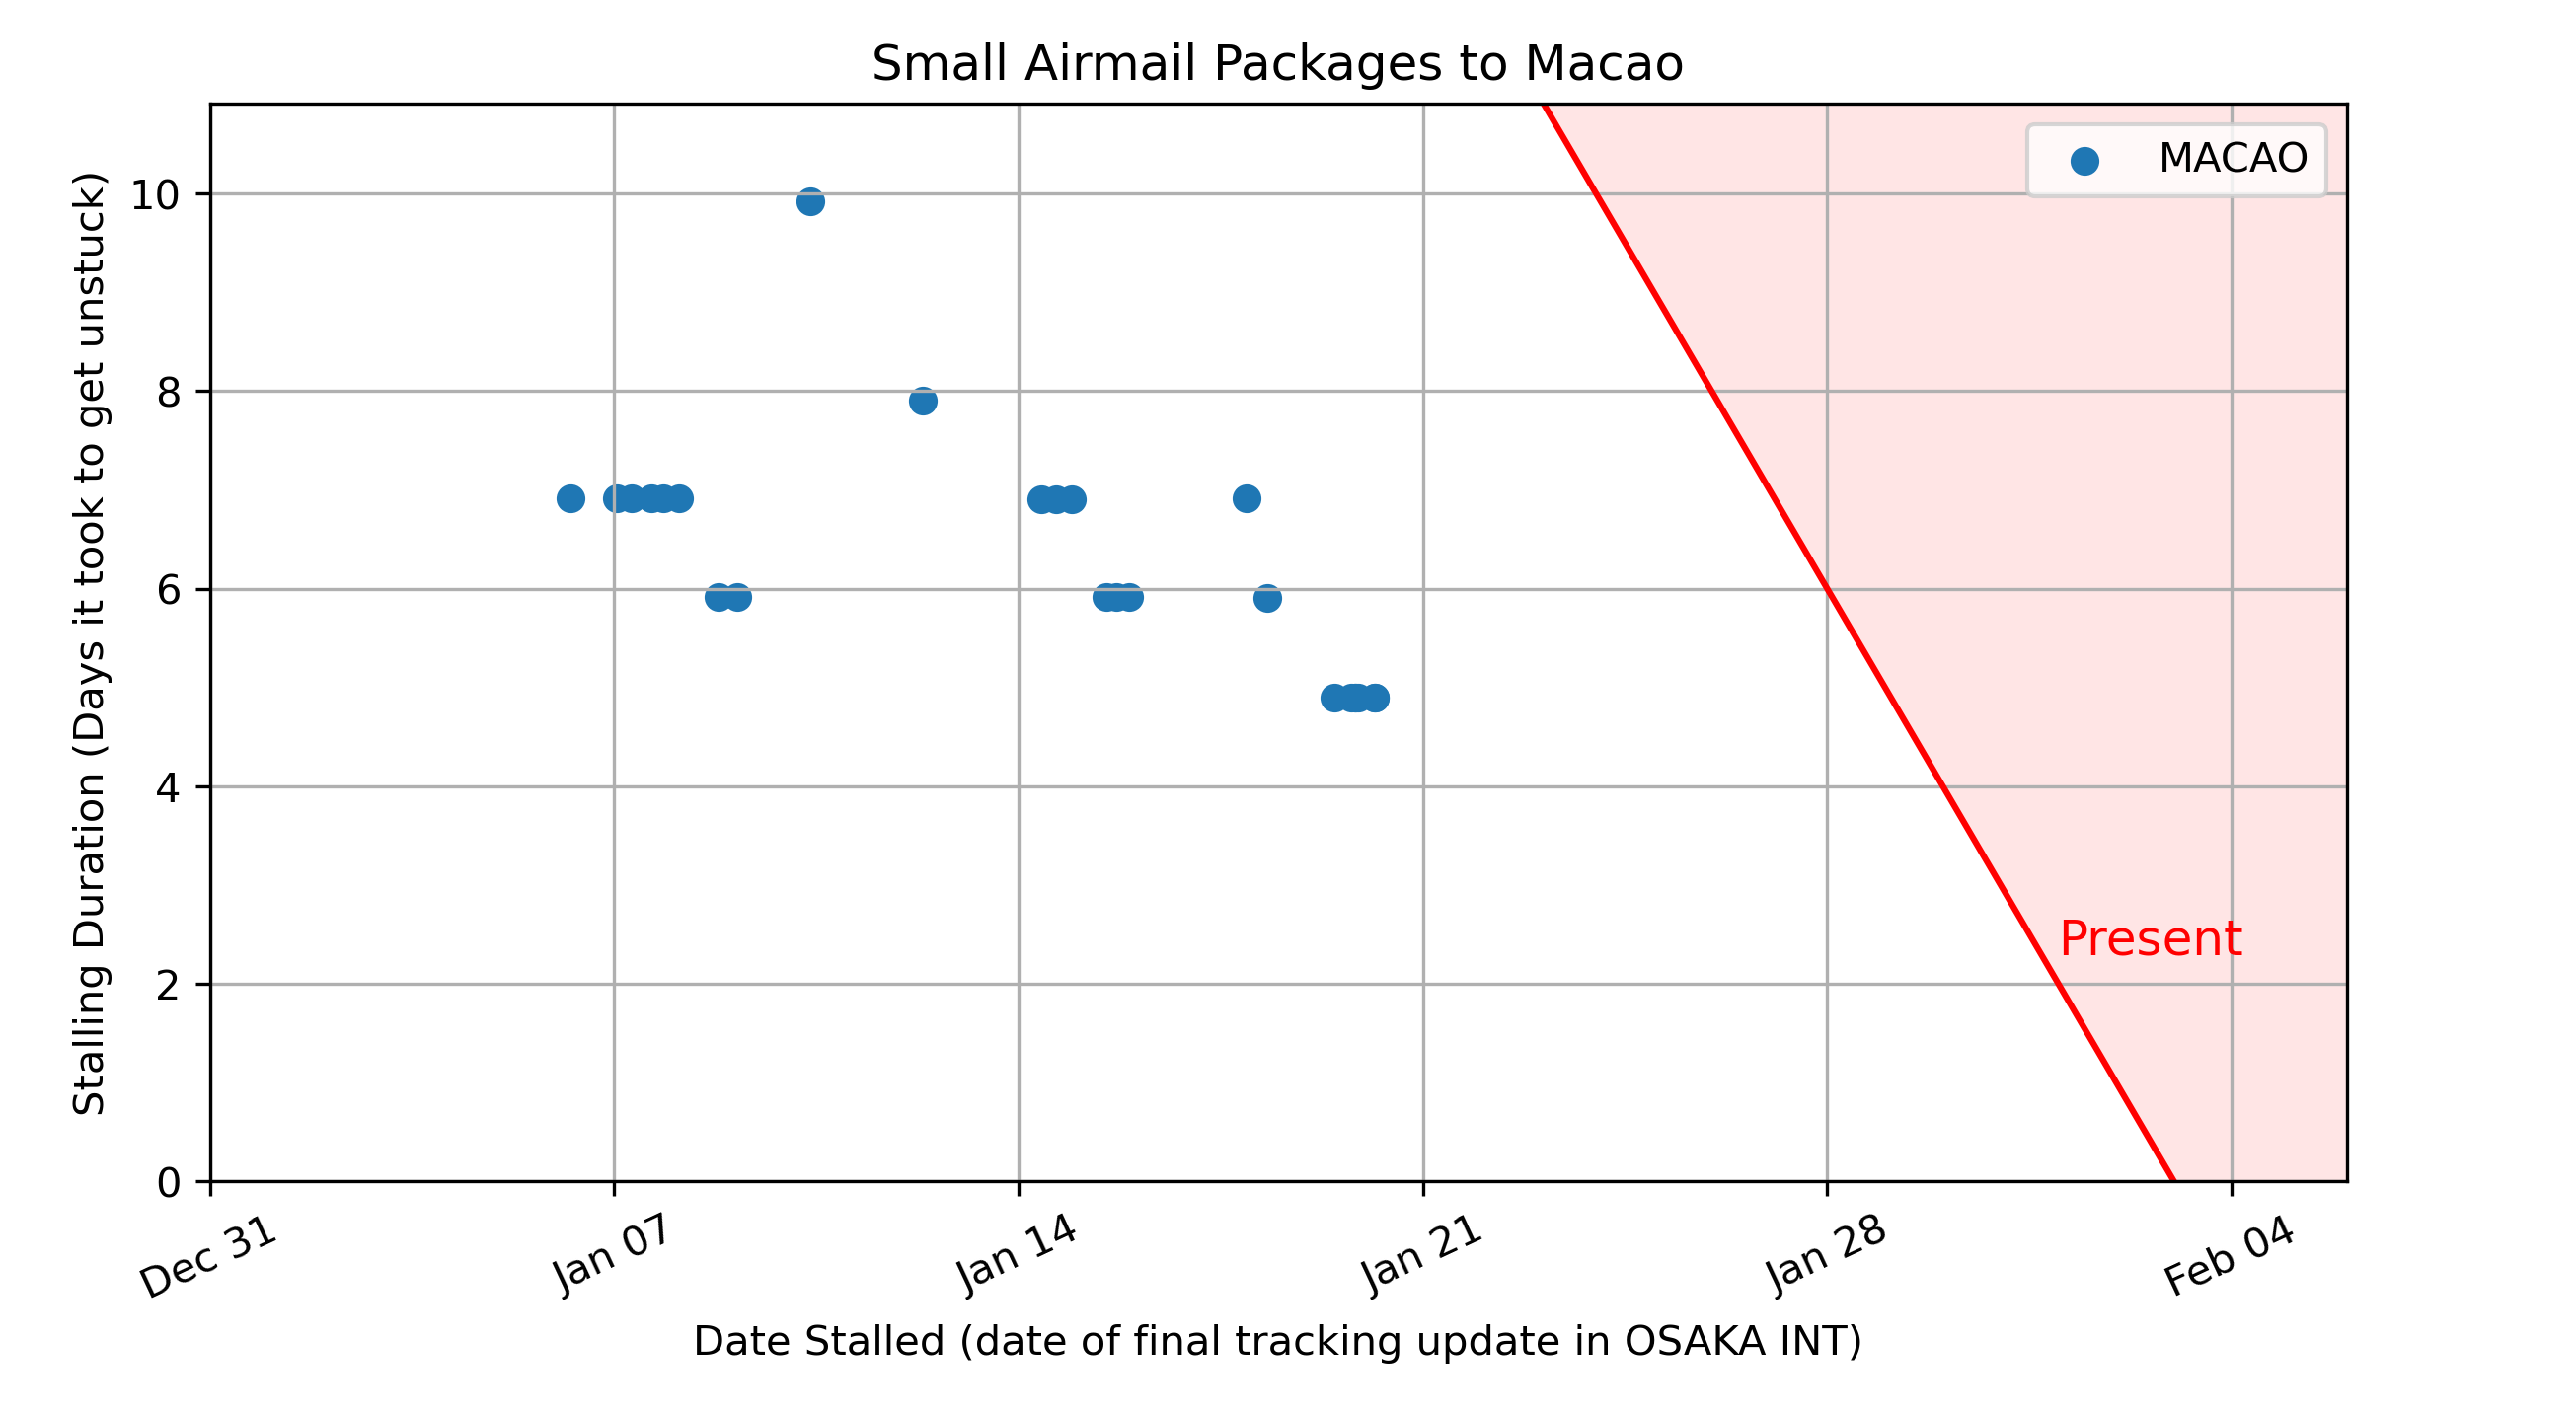 Small Airmail Packages to Macao
MACAO
Present
Stalling Duration (Days it took to get unstuck)
10
8
6
4
2
0
Dec 31
Jan 07
Jan 14
Jan 21
Jan 28
Feb 04
Date Stalled (date of final tracking update in OSAKA INT)